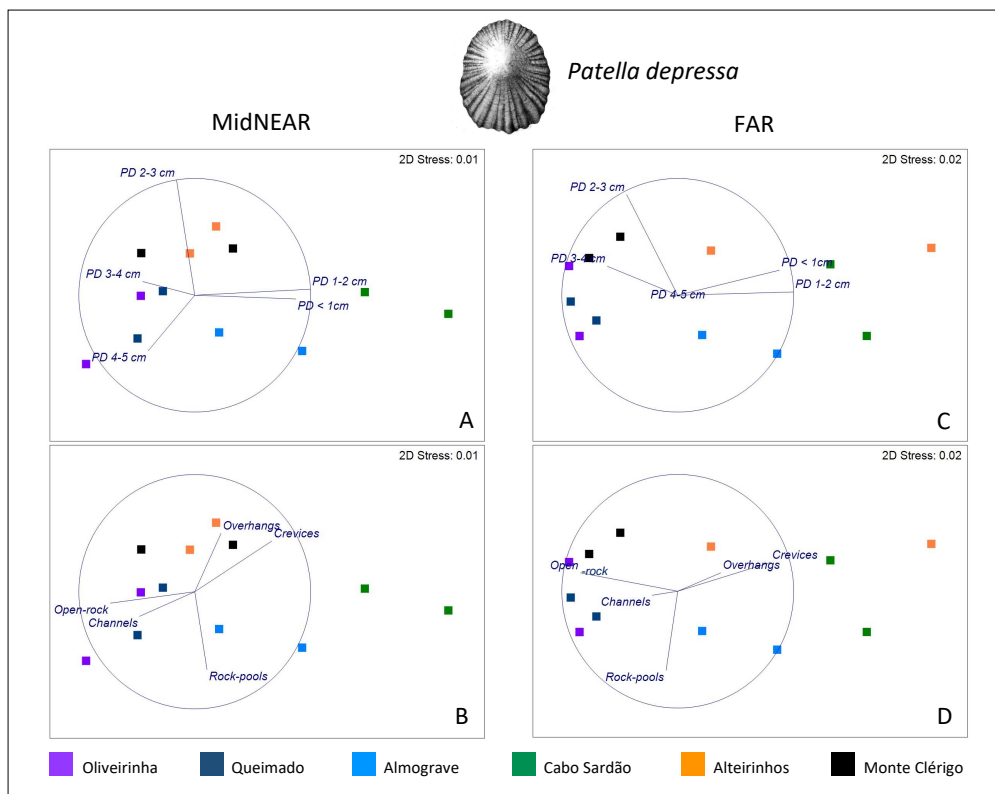 Patella depressa
MidNEAR
FAR
2D Stress: 0.01
PD 2-3 cm
PD 3-4 cm
PD 1-2 cm
PD < 1cm
PD 4-5 cm
A
2D Stress: 0.02
PD 2-3 cm
PD 3-4 cm
PD < 1cm
PD 4-5 cm
PD 1-2 cm
C
2D Stress: 0.01
Overhangs
Crevices
Open-rock
Channels
Rock-pools
B
2D Stress: 0.02
Crevices
Open -rock
Overhangs
Channels
Rock-pools
D
Oliveirinha
Queimado
Almograve
Cabo Sardão
Alteirinhos
Monte Clérigo